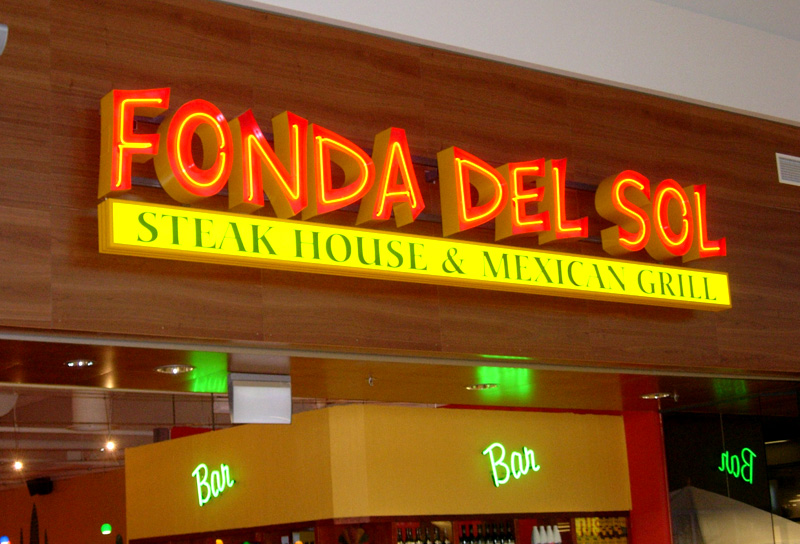 FONDA DEL SOL
STEAK HOUSE & MEXICAN GRILL
Bar
Bar
Bar